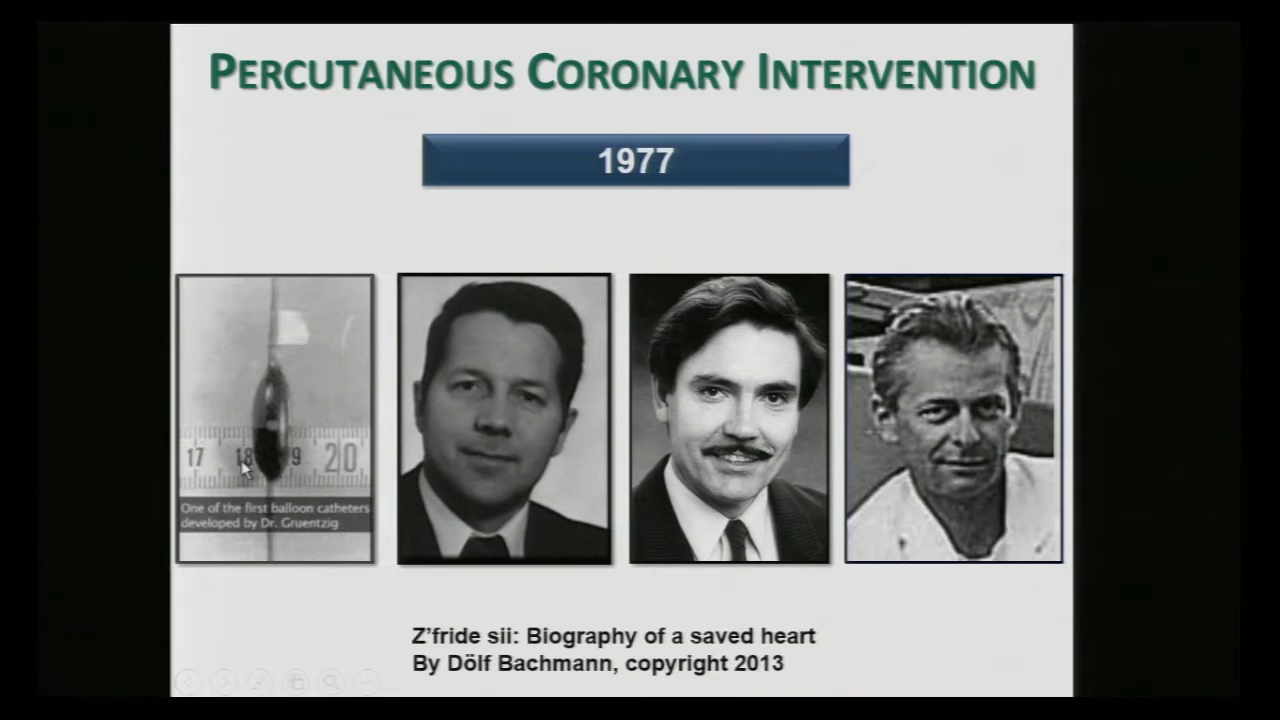 PERCUTANEOUS CORONARY INTERVENTION
1977
17 18 9 20
One of the first balloon catheters
developed by Dr. Gruentzig
Z'fride sii: Biography of a saved heart
By Dölf Bachmann, copyright 2013